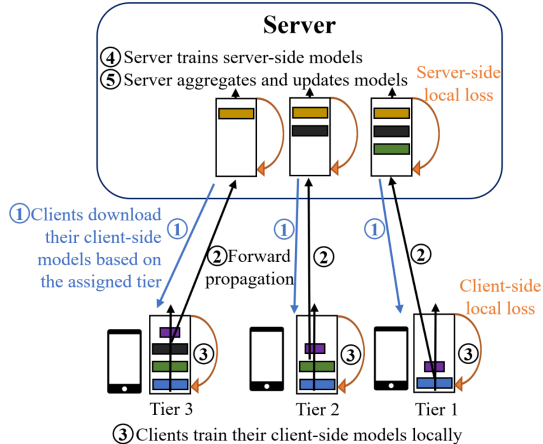 Server
④ Server trains server-side models
⑤ Server aggregates and updates models
Server-side
local loss
① Clients download
their client-side
models based on
the assigned tier
①
①
①
② Forward
propagation
②
②
Client-side
local loss
③
③
③
Tier 3
Tier 2
Tier 1
③ Clients train their client-side models locally